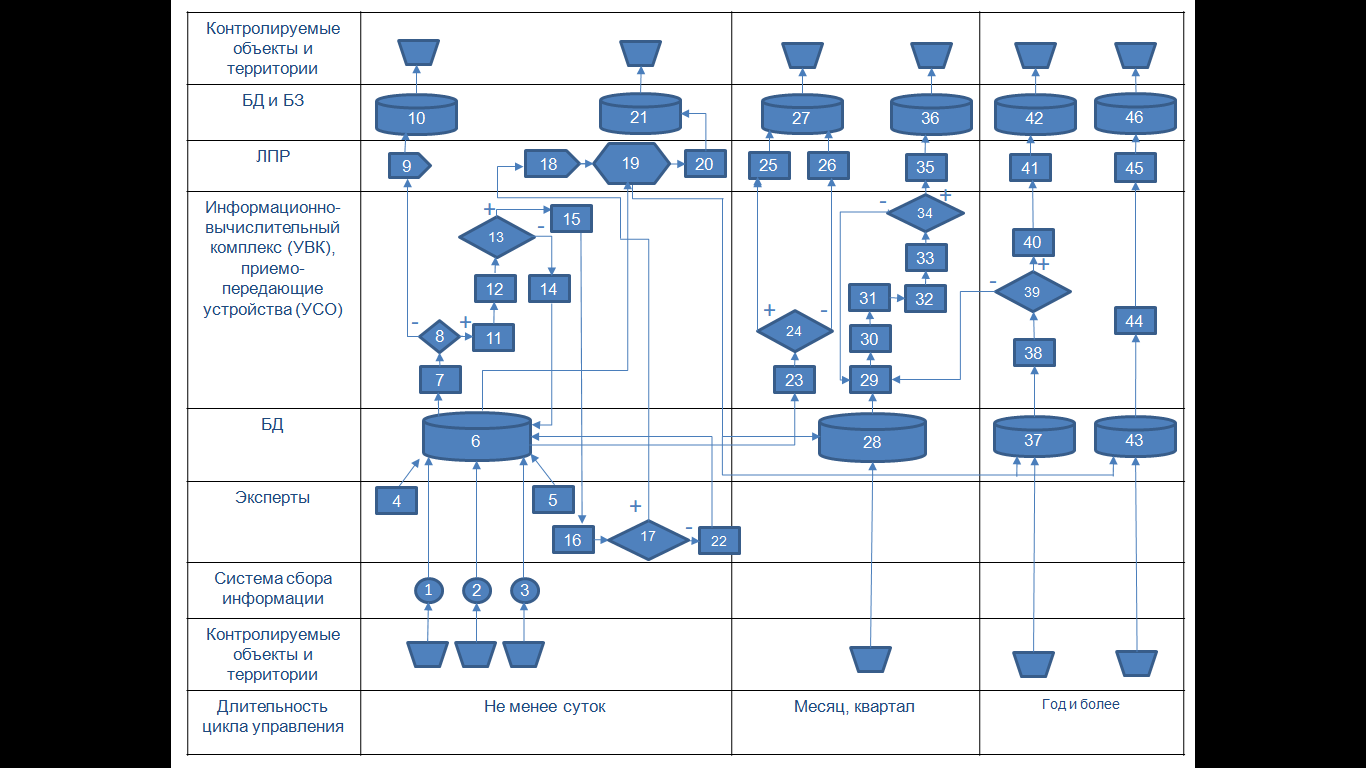 Контролируемые
объекты и
территории
БД и БЗ
10
21
27
36
42
46
ЛПР
9
18
19
20
25
26
35
41
45
Информационно-
вычислительный
комплекс (УВК),
приемо-
передающие
устройства (УСО)
+
15
-
13
12
14
-
8
+
11
7
-
34
+
33
31
32
30
29
+
24
-
23
40
+
-
39
38
44
БД
6
28
37
43
Эксперты
4
5
+
16
17
-
22
Система сбора
информации
1
2
3
Контролируемые
объекты и
территории
Длительность
цикла управления
Не менее суток
Месяц, квартал
Год и более